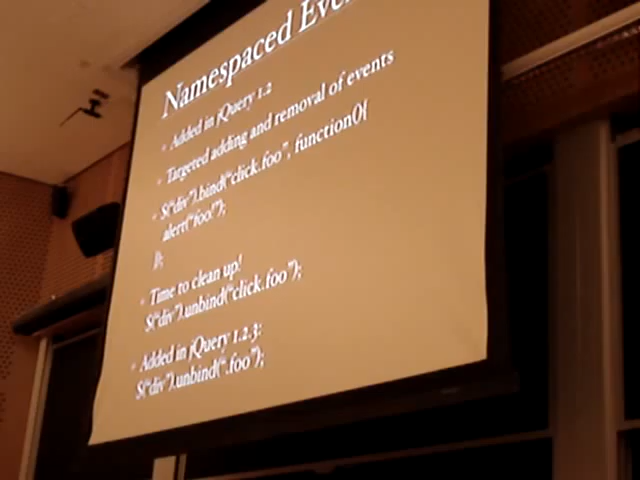 Namespaced Eve
• Added in jQuery 1.2
• Targeted adding and removal of events
• $("div").bind("click.foo", function(){
alert("foo!");
});
• Time to clean up!
$("div").unbind("click.foo");
• Added in jQuery 1.2.3:
$("div").unbind(".foo");